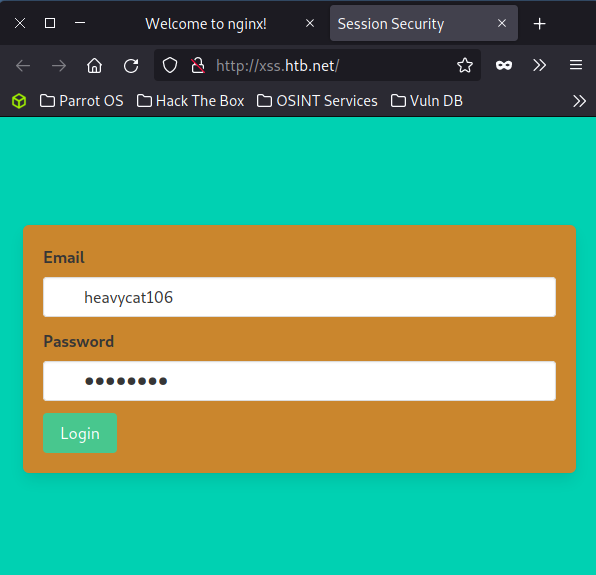 Welcome to nginx! Session Security
http://xss.htb.net/
Parrot OS Hack The Box OSINT Services Vuln DB
Email
heavycat106
Password
●●●●●●●●
Login